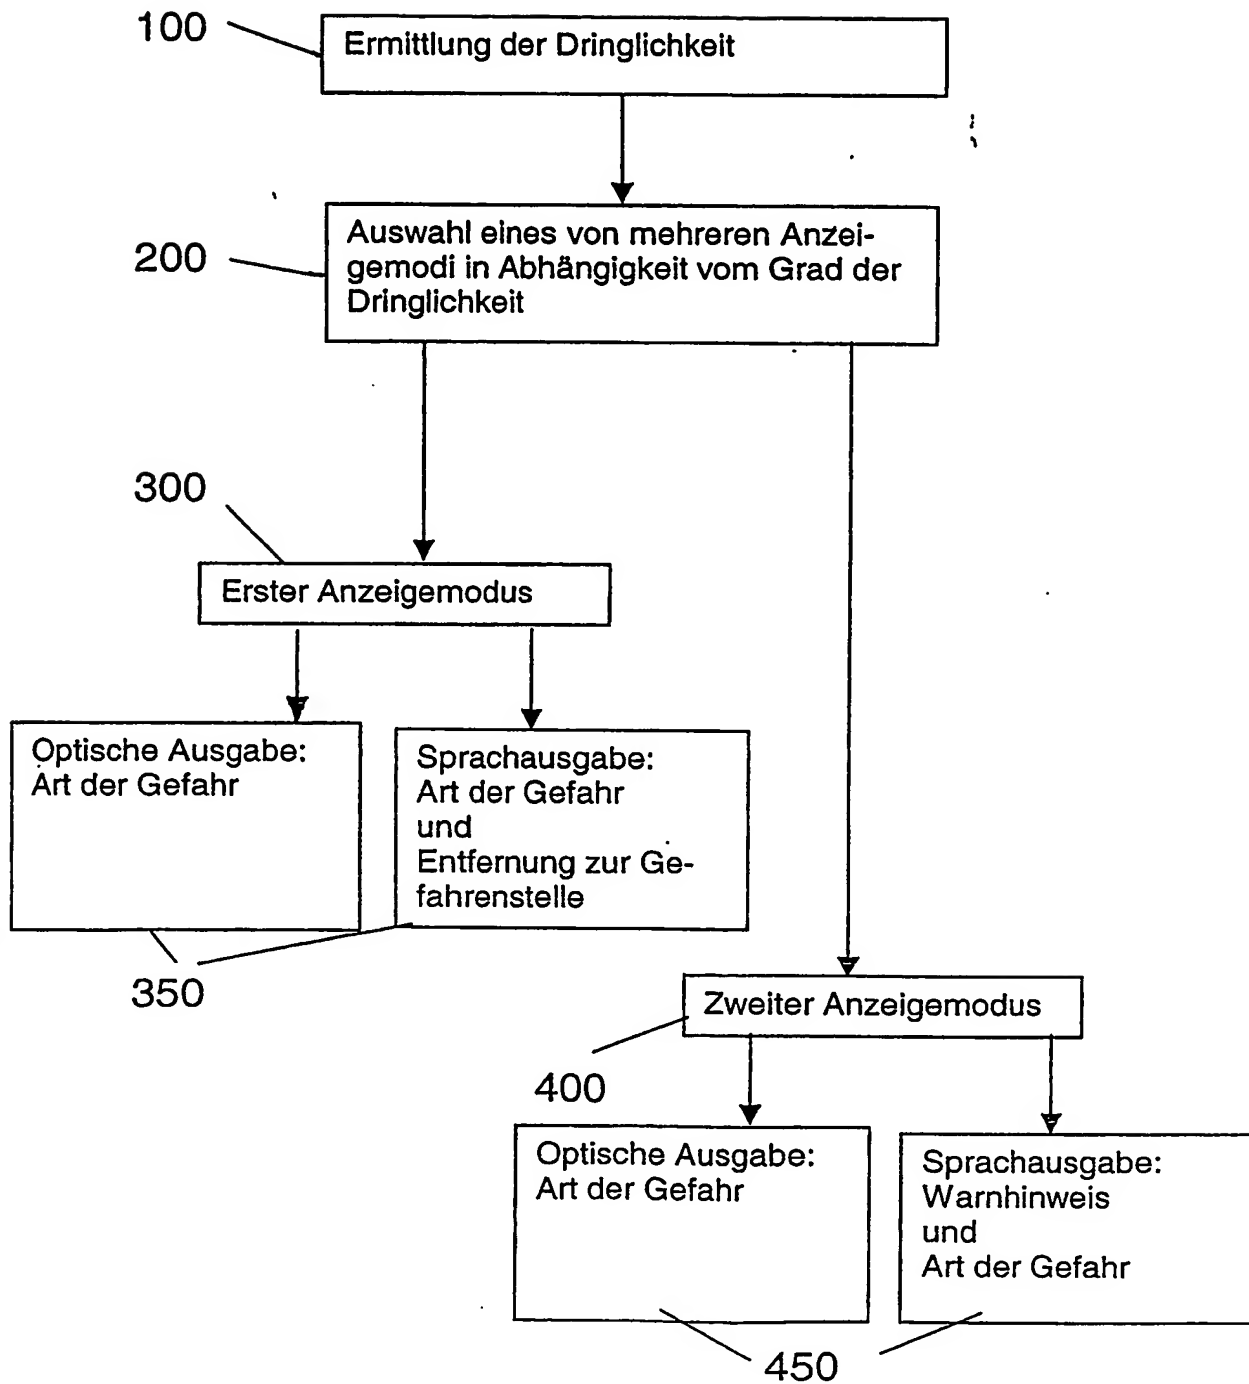 100
Ermittlung der Dringlichkeit
200
Auswahl eines von mehreren Anzei-
gemodi in Abhängigkeit vom Grad der
Dringlichkeit
300
Erster Anzeigemodus
Optische Ausgabe:
Art der Gefahr
Sprachausgabe:
Art der Gefahr
und
Entfernung zur Ge-
fahrenstelle
350
Zweiter Anzeigemodus
400
Optische Ausgabe:
Art der Gefahr
Sprachausgabe:
Warnhinweis
und
Art der Gefahr
450